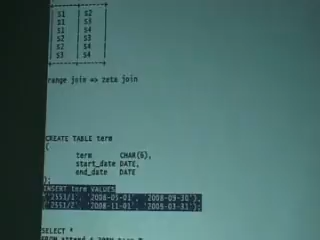 | S1 | S2
| S1 | S3
| S1 | S4
| S2 | S3
| S2 | S4
| S3 | S4
range join => zeta join
CREATE TABLE term
(
term CHAR(6),
start_date DATE,
end_date DATE
);
INSERT term VALUES
('2551/1', '2008-05-01', '2008-09-30'),
('2551/2', '2008-11-01', '2009-03-31');
SELECT *